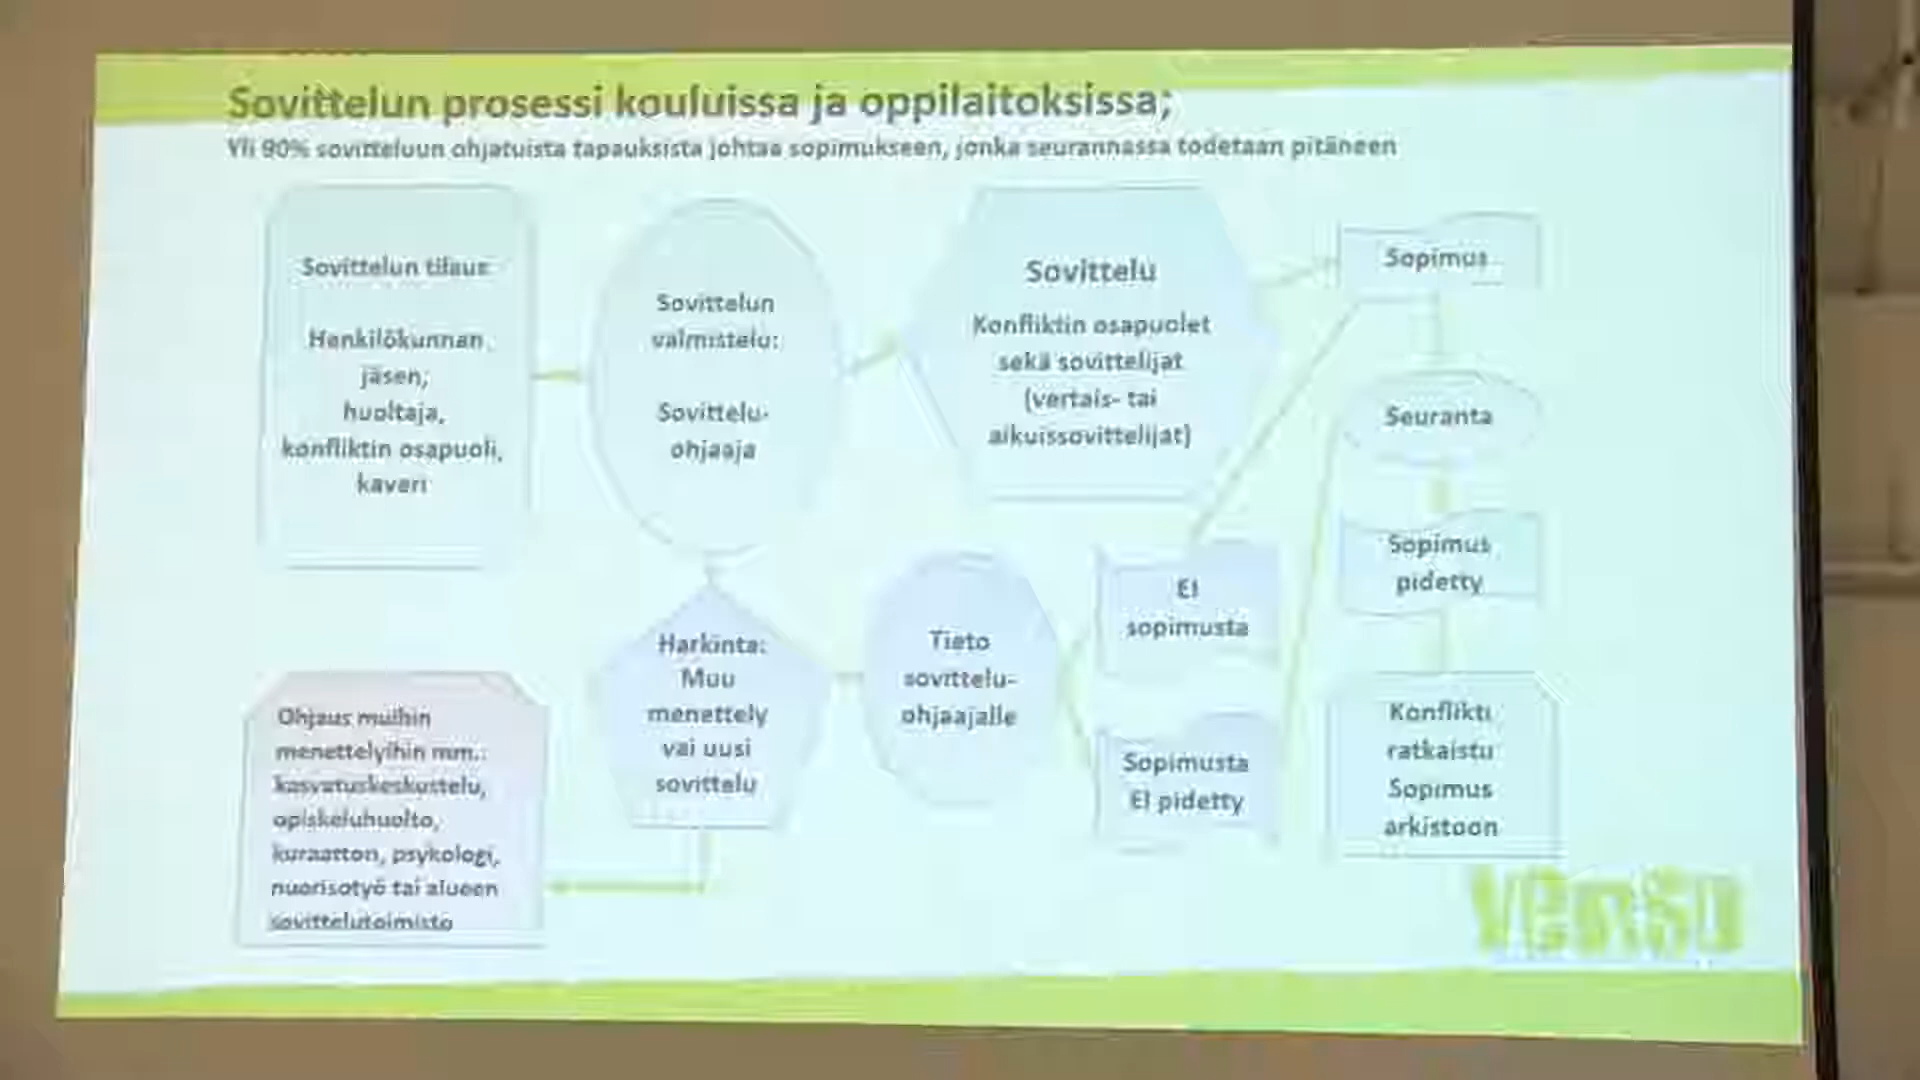 Sovittelun prosessi kouluissa ja oppilaitoksissa;
Yli 90% sovitteluun ohjatuista tapauksista johtaa sopimukseen, jonka seurannassa todetaan pitäneen
Sovittelun tilaus
Henkilökunnan
jäsen,
huoltaja,
konfliktin osapuoli,
kaveri
Sovittelun
valmistelu:
Sovittelu-
ohjaaja
Sovittelu
Konfliktin osapuolet
sekä sovittelijat
(vertais- tai
aikuissovittelijat)
Sopimus
Seuranta
Sopimus
pidetty
Konflikti
ratkaistu
Sopimus
arkistoon
EI
sopimusta
Sopimusta
EI pidetty
Tieto
sovittelu-
ohjaajalle
Harkinta:
Muu
menettely
vai uusi
sovittelu
Ohjaus muihin
menettelyihin mm.:
kasvatuskeskustelu,
opiskeluhuolto,
kuraattori, psykologi,
nuorisotyö tai alueen
sovittelutoimisto
verso